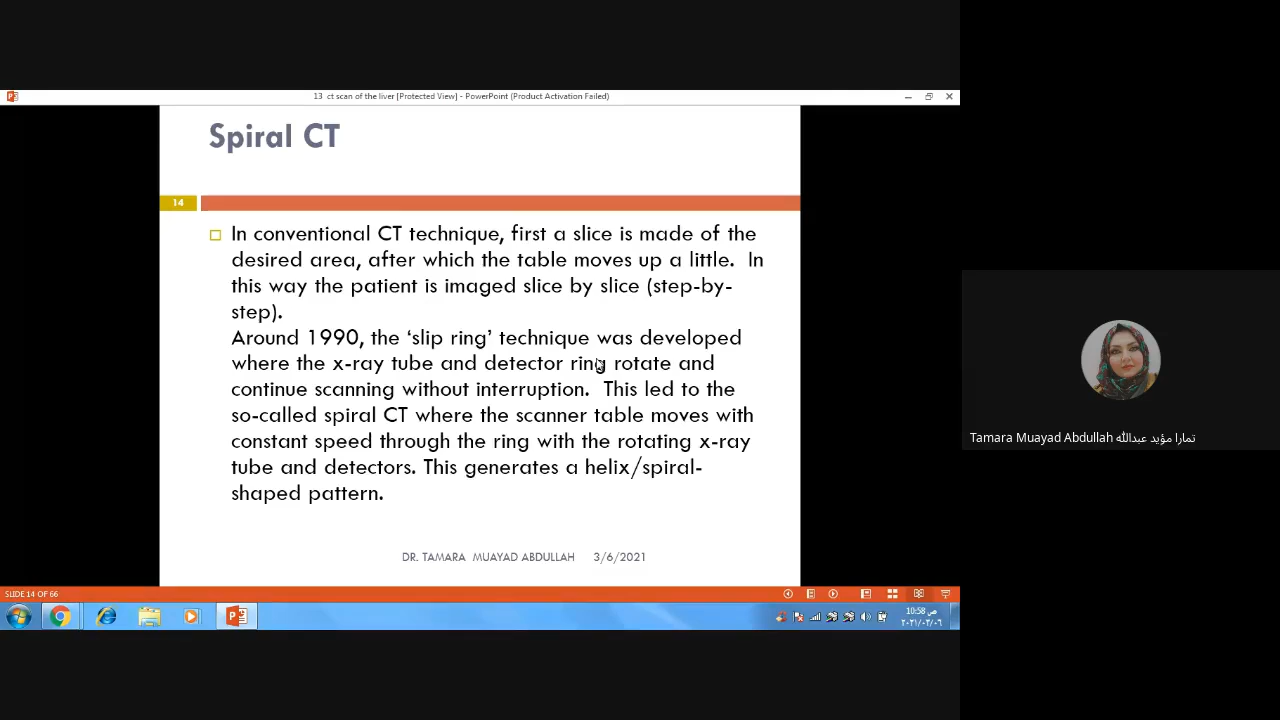 13 ct scan of the liver [Protected View] - PowerPoint (Product Activation Failed)
Spiral CT
14
In conventional CT technique, first a slice is made of the
desired area, after which the table moves up a little. In
this way the patient is imaged slice by slice (step-by-
step).
Around 1990, the ‘slip ring’ technique was developed
where the x-ray tube and detector ring rotate and
continue scanning without interruption. This led to the
so-called spiral CT where the scanner table moves with
constant speed through the ring with the rotating x-ray
tube and detectors. This generates a helix/spiral-
shaped pattern.
DR. TAMARA MUAYAD ABDULLAH 3/6/2021
Tamara Muayad Abdullah تمارا مؤيد عبدالله
SLIDE 14 OF 66
10:58 ص
٢٠٢١/٠٣/٠٦